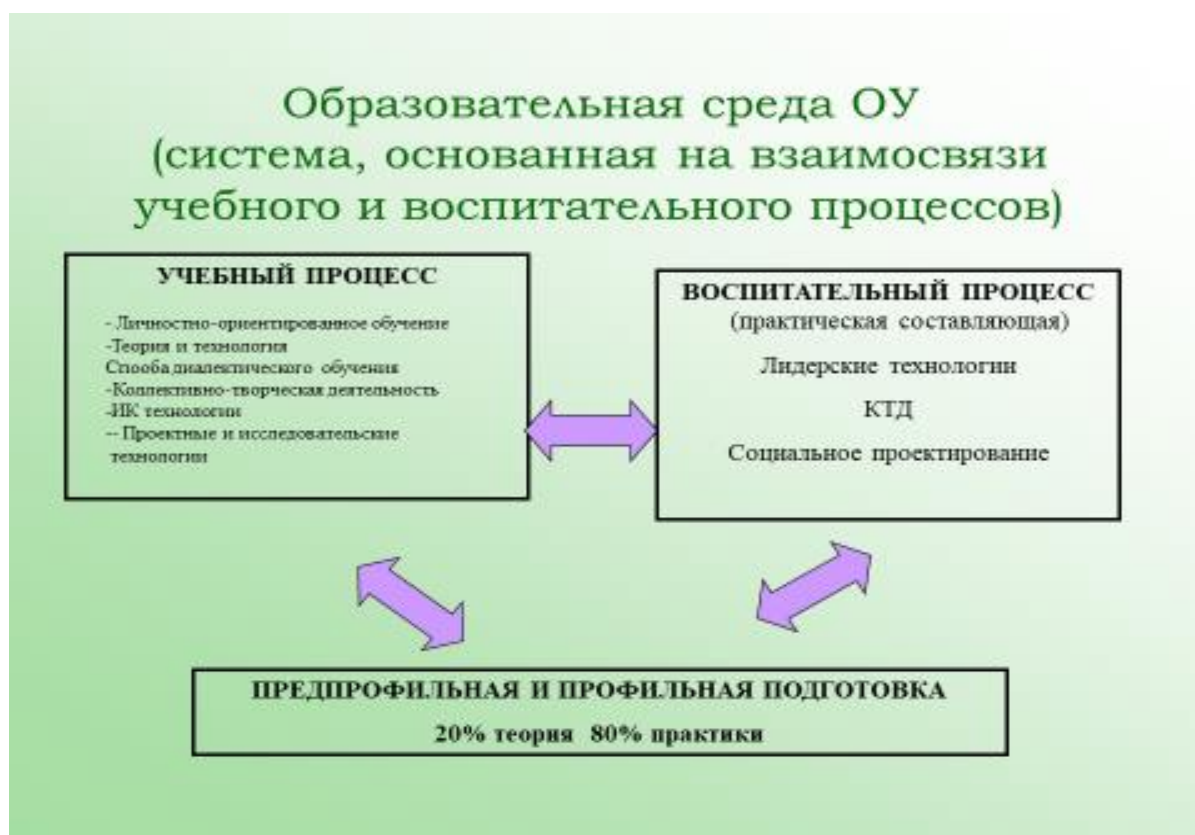 Образовательная среда ОУ
(система, основанная на взаимосвязи
учебного и воспитательного процессов)
УЧЕБНЫЙ ПРОЦЕСС
- Личностно-ориентированное обучение
-Теория и технология
Спооба диалектического обучения
-Коллективно-творческая деятельность
-ИК технологии
-- Проектные и исследовательские
технологии
ВОСПИТАТЕЛЬНЫЙ ПРОЦЕСС
(практическая составляющая)
Лидерские технологии
КТД
Социальное проектирование
ПРЕДПРОФИЛЬНАЯ И ПРОФИЛЬНАЯ ПОДГОТОВКА
20% теория 80% практики